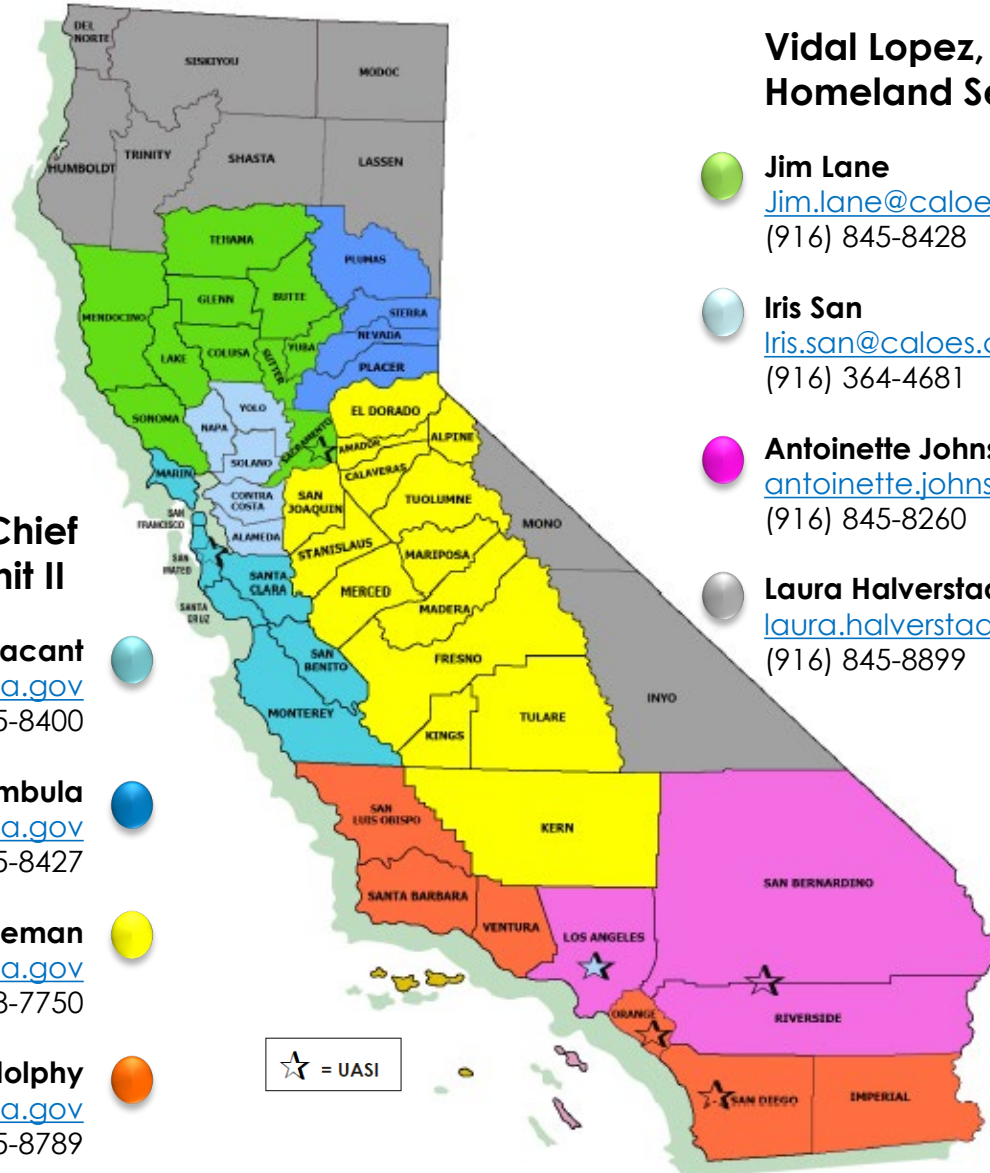 Vidal Lopez,
Homeland Se
Jim Lane
Jim.lane@caloe
(916) 845-8428
Iris San
Iris.san@caloes.
(916) 364-4681
Antoinette Johns
antoinette.johns
(916) 845-8260
Laura Halverstad
laura.halverstad
(916) 845-8899
Chief
nit II
acant
a.gov
5-8400
mbula
a.gov
5-8427
eman
a.gov
3-7750
dolphy
a.gov
5-8789
DEL
NORTE
SISKIYOU
MODOC
HUMBOLDT
TRINITY
SHASTA
LASSEN
TEHAMA
PLUMAS
MENDOCINO
GLENN
BUTTE
SIERRA
NEVADA
LAKE
COLUSA
SUTTER
YUBA
PLACER
SONOMA
NAPA
YOLO
SACRAMENTO
EL DORADO
ALPINE
AMADOR
MARIN
SOLANO
CALAVERAS
CONTRA
COSTA
SAN
JOAQUIN
TUOLUMNE
MONO
SAN
FRANCISCO
ALAMEDA
STANISLAUS
MARIPOSA
SAN
MATEO
SANTA
CLARA
MERCED
MADERA
SANTA
CRUZ
SAN
BENITO
FRESNO
INYO
MONTEREY
KINGS
TULARE
SAN
LUIS OBISPO
KERN
SANTA BARBARA
VENTURA
LOS ANGELES
SAN BERNARDINO
ORANGE
RIVERSIDE
SAN DIEGO
IMPERIAL
= UASI